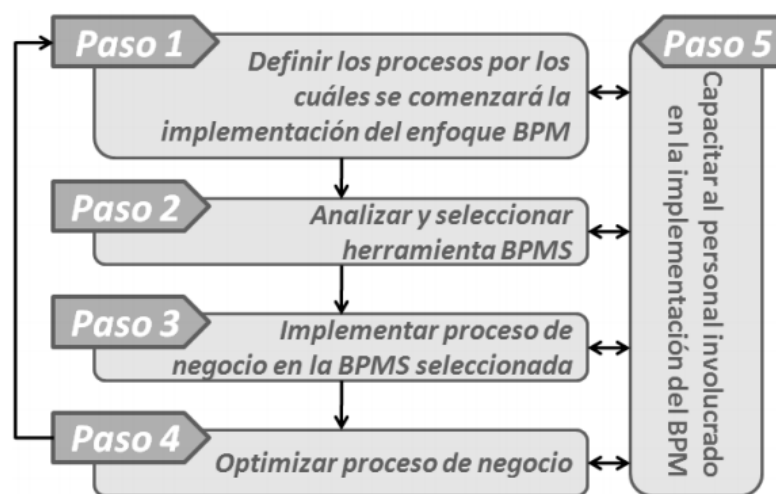 Paso 1
Definir los procesos por los
cuáles se comenzará la
implementación del enfoque BPM
Paso 2
Analizar y seleccionar
herramienta BPMS
Paso 3
Implementar proceso de
negocio en la BPMS seleccionada
Paso 4
Optimizar proceso de negocio
Paso 5
Capacitar al personal involucrado
en la implementación del BPM